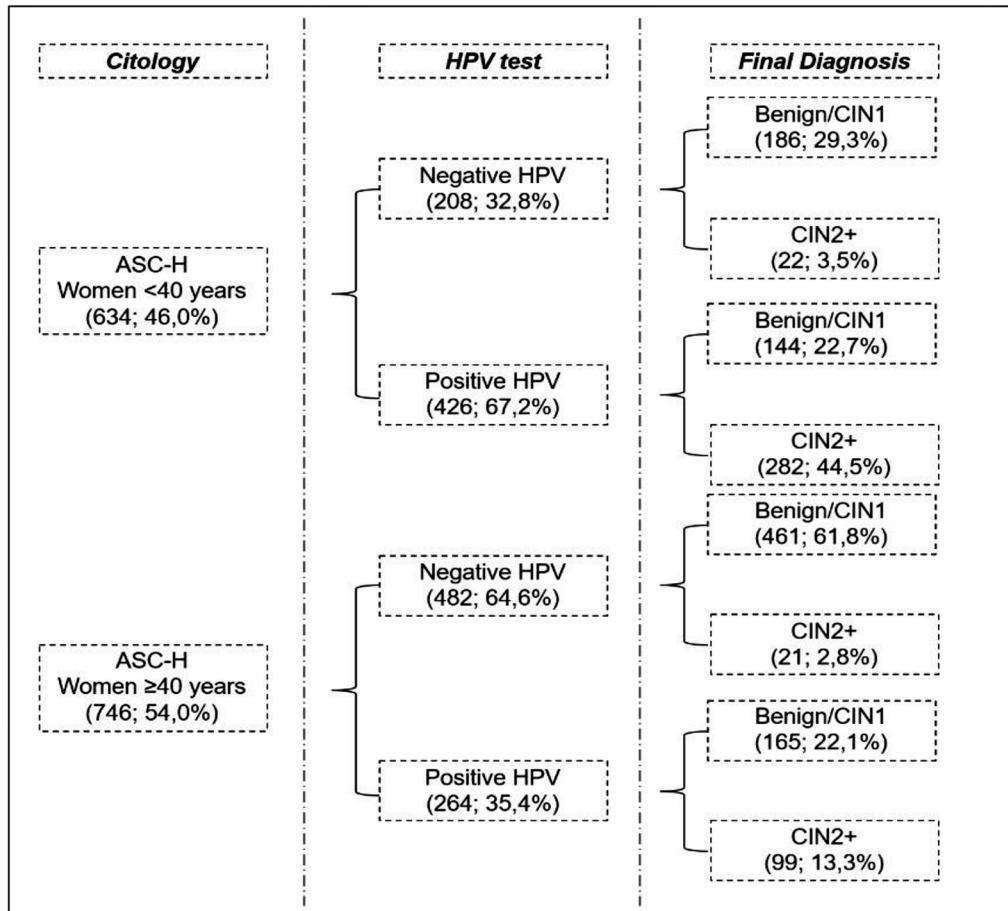 Citology
HPV test
Final Diagnosis
ASC-H
Women <40 years
(634; 46,0%)
Negative HPV
(208; 32,8%)
Benign/CIN1
(186; 29,3%)
CIN2+
(22; 3,5%)
Positive HPV
(426; 67,2%)
Benign/CIN1
(144; 22,7%)
CIN2+
(282; 44,5%)
ASC-H
Women ≥40 years
(746; 54,0%)
Negative HPV
(482; 64,6%)
Benign/CIN1
(461; 61,8%)
CIN2+
(21; 2,8%)
Positive HPV
(264; 35,4%)
Benign/CIN1
(165; 22,1%)
CIN2+
(99; 13,3%)